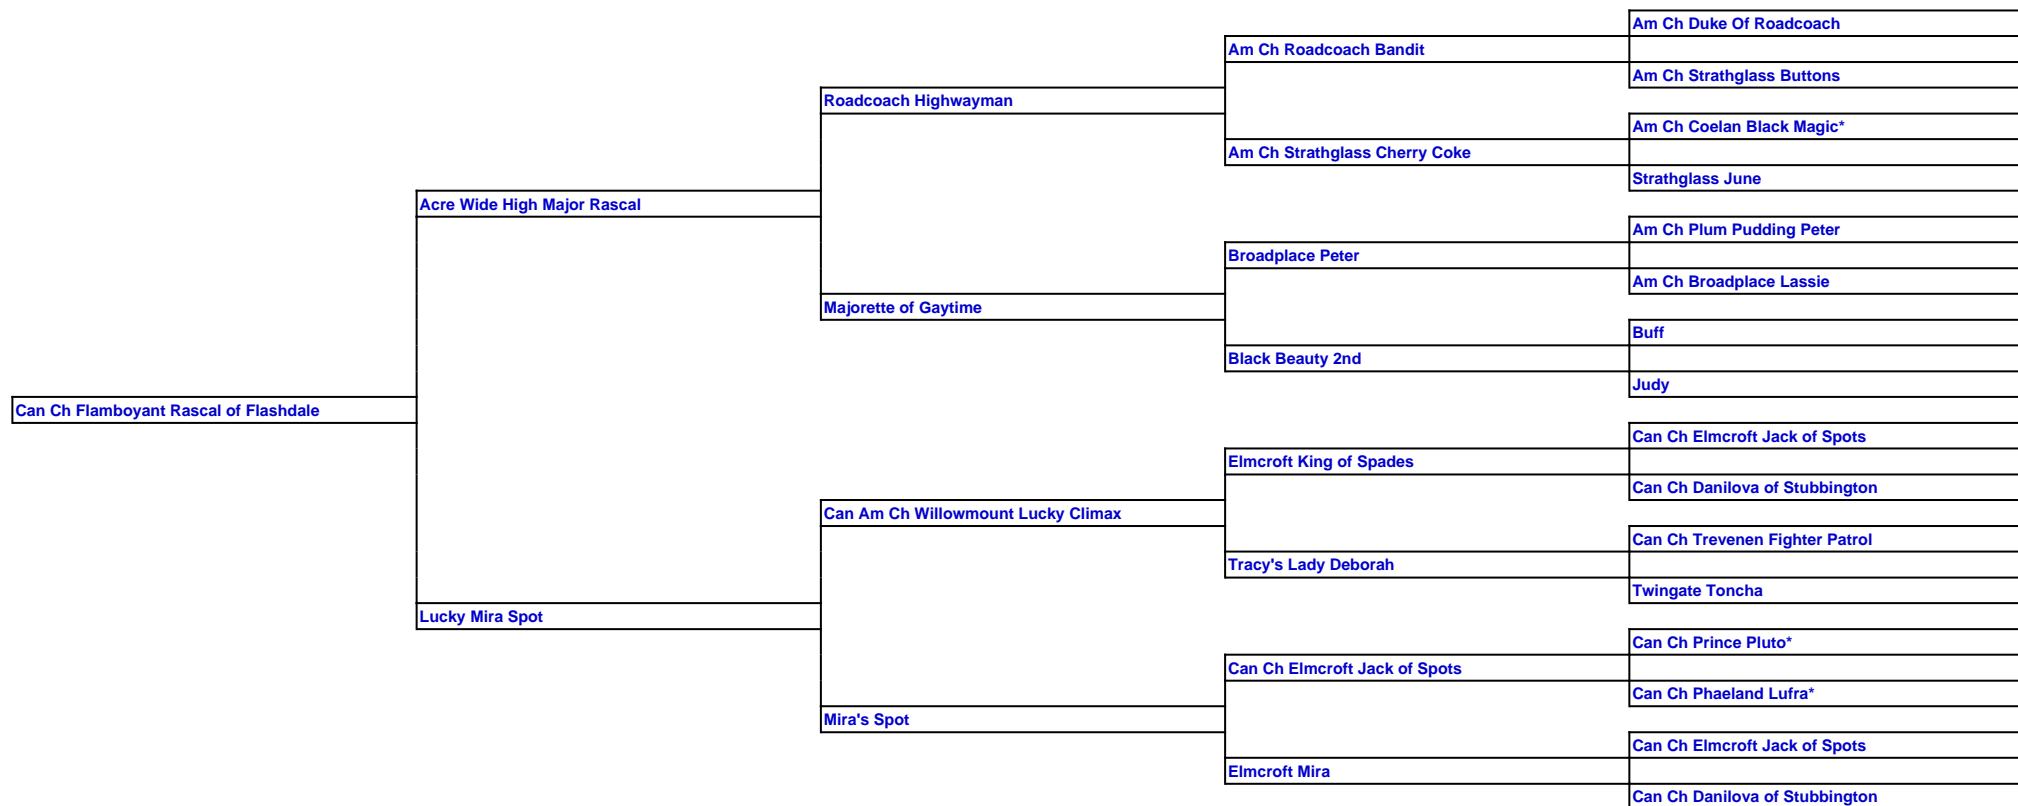 Am Ch Duke Of Roadcoach
Am Ch Roadcoach Bandit
Am Ch Strathglass Buttons
Roadcoach Highwayman
Am Ch Coelan Black Magic*
Am Ch Strathglass Cherry Coke
Strathglass June
Acre Wide High Major Rascal
Am Ch Plum Pudding Peter
Broadplace Peter
Am Ch Broadplace Lassie
Majorette of Gaytime
Buff
Black Beauty 2nd
Judy
Can Ch Flamboyant Rascal of Flashdale
Can Ch Elmcroft Jack of Spots
Elmcroft King of Spades
Can Ch Danilova of Stubbington
Can Am Ch Willowmount Lucky Climax
Can Ch Trevenen Fighter Patrol
Tracy's Lady Deborah
Twingate Toncha
Lucky Mira Spot
Can Ch Prince Pluto*
Can Ch Elmcroft Jack of Spots
Can Ch Phaeland Lufra*
Mira's Spot
Can Ch Elmcroft Jack of Spots
Elmcroft Mira
Can Ch Danilova of Stubbington